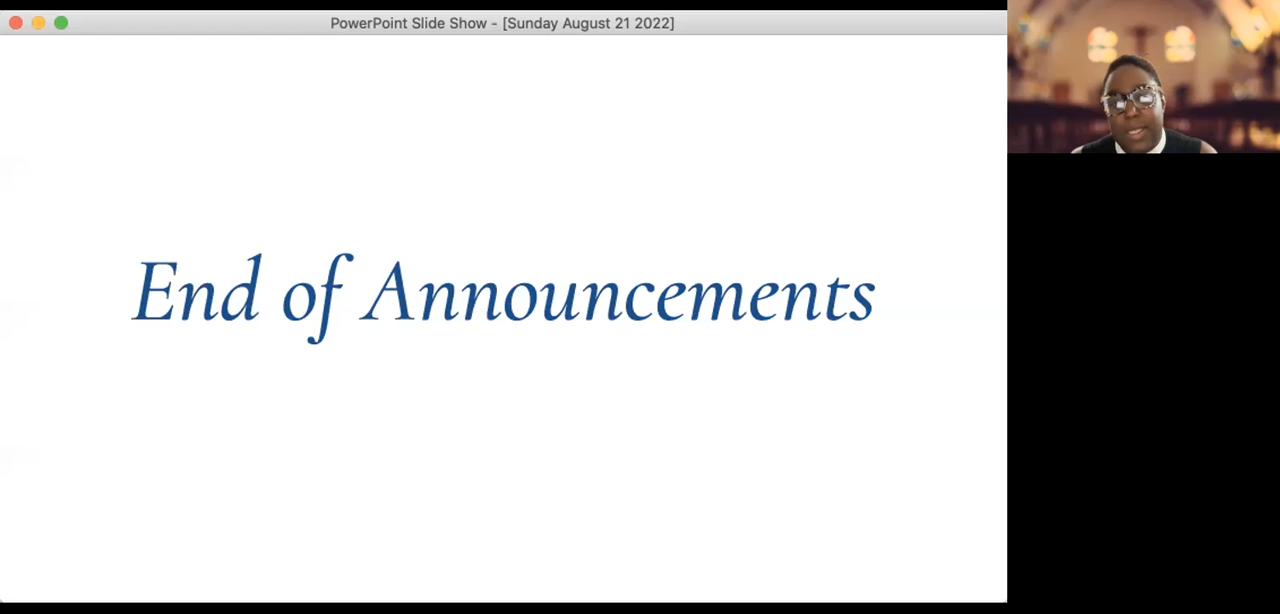 PowerPoint Slide Show - [Sunday August 21 2022]
End of Announcements